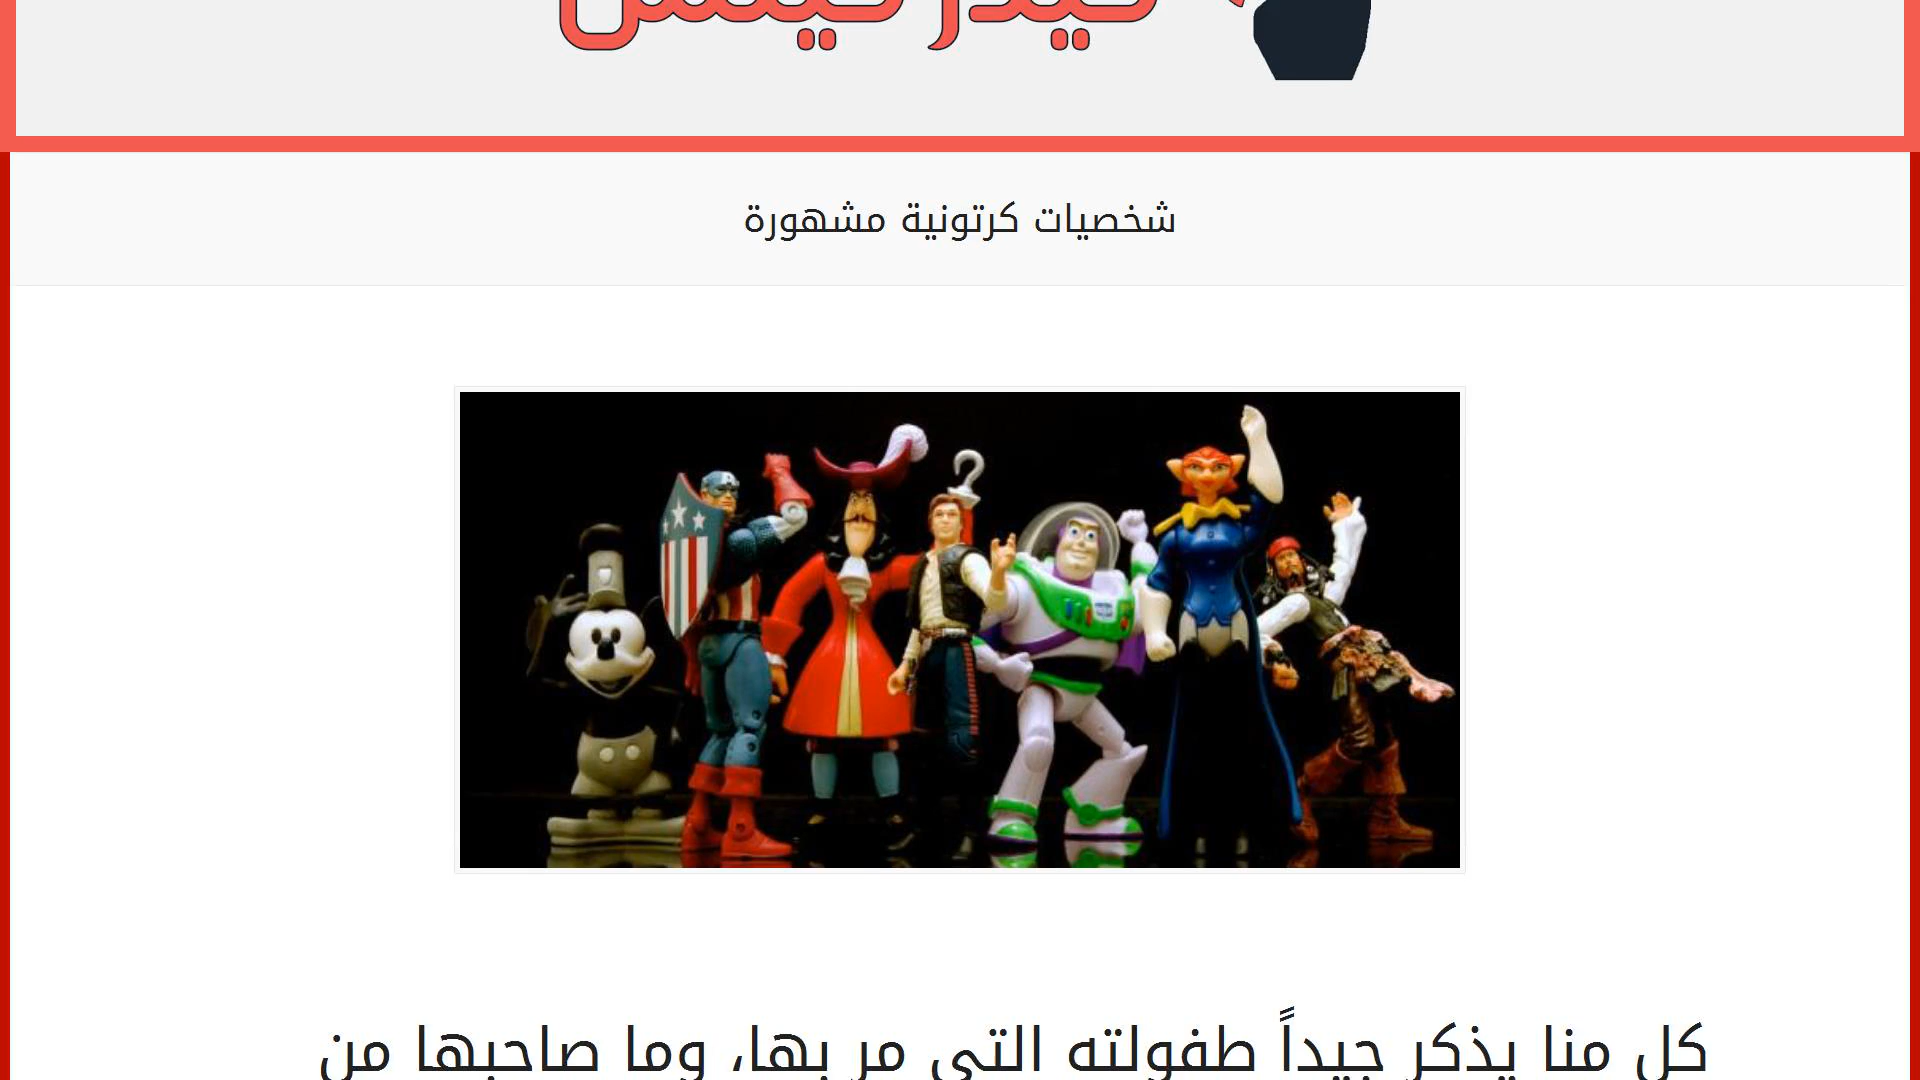 شخصيات كرتونية مشهورة
كل منا يذكر جيداً طفولته التي مر بها، وما صاحبها من